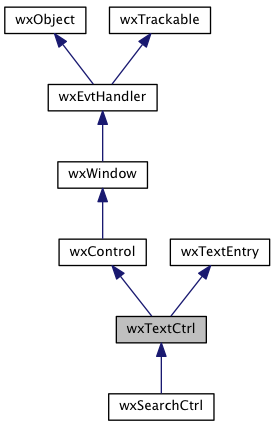 wxObject
wxTrackable
wxEvtHandler
wxWindow
wxControl
wxTextEntry
wxTextCtrl
wxSearchCtrl